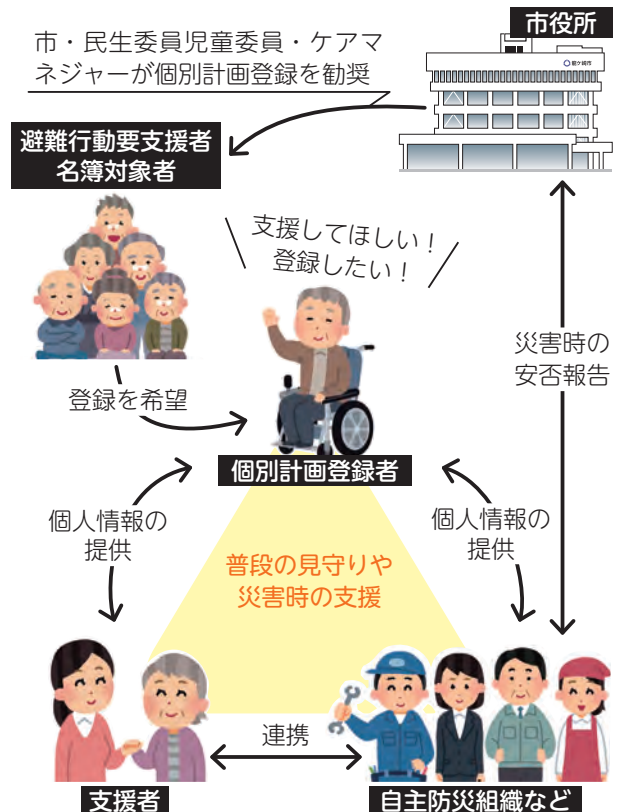 市役所
市・民生委員児童委員・ケアマ
ネジャーが個別計画登録を勧奨
龍ケ崎市
避難行動要支援者
名簿対象者
支援してほしい！
登録したい！
災害時の
安否報告
登録を希望
個別計画登録者
個人情報の
提供
個人情報の
提供
普段の見守りや
災害時の支援
連携
支援者
自主防災組織など